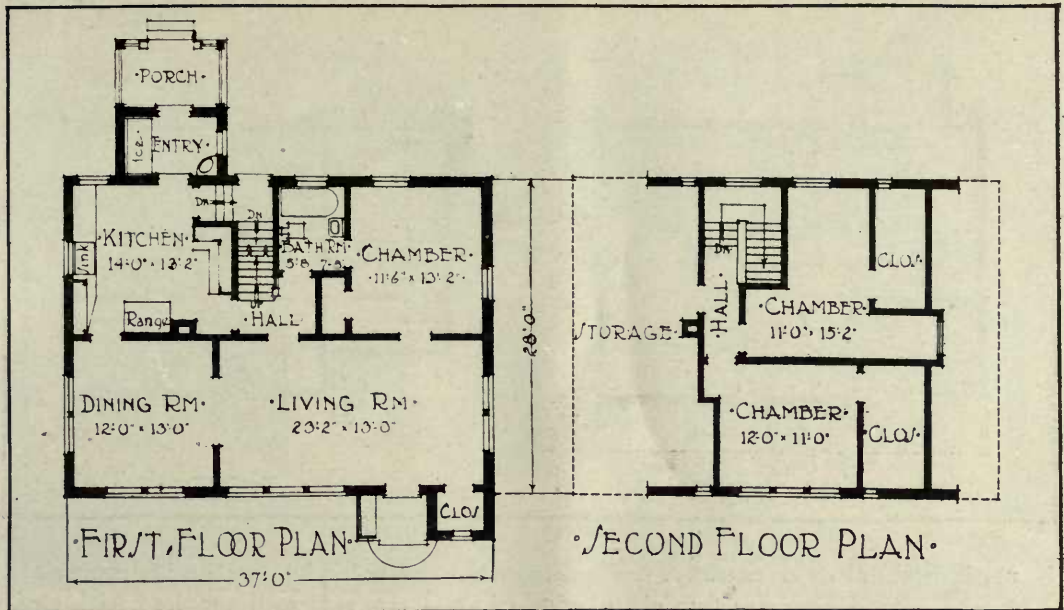 ·PORCH·
Ice
ENTRY·
Dn
Dn
·KITCHEN·
14'-0" x 13'-2"
Sink
Range
BATH RM·
5'-8
Up
·HALL·
CHAMBER·
11'-6" x 13'-2"
DINING RM·
12'-0" x 13'-0"
·LIVING RM·
23'-2" x 13'-0"
CLOS
·FIRST·FLOOR PLAN·
37'-0"
28'-0"
STORAGE·
Dn
·HALL·
CHAMBER·
11'-0" x 15'-2"
CLOS·
·CHAMBER·
12'-0" x 11'-0"
·CLOS
·SECOND FLOOR PLAN·